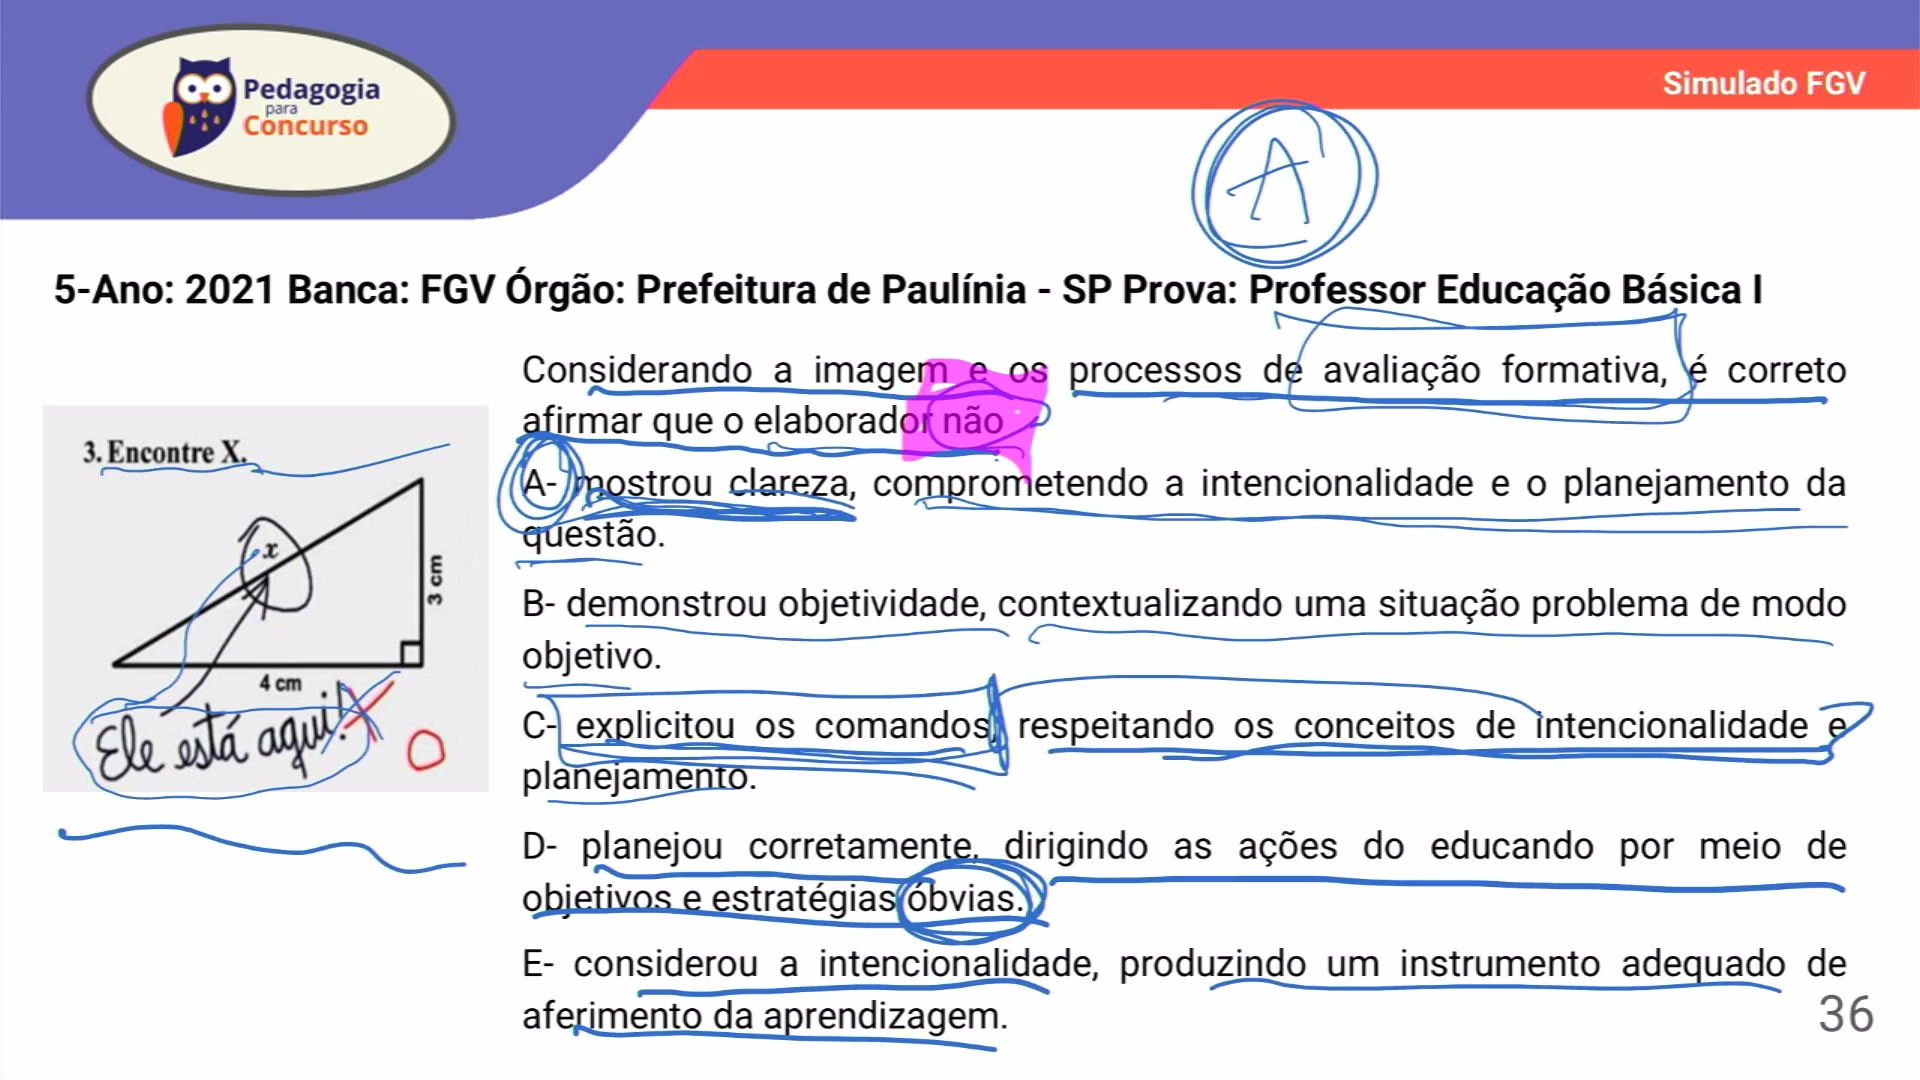 Pedagogia
para
Concurso
Simulado FGV
A
5-Ano: 2021 Banca: FGV Órgão: Prefeitura de Paulínia - SP Prova: Professor Educação Básica I
Considerando a imagem e os processos de avaliação formativa, é correto
afirmar que o elaborador não
A- mostrou clareza, comprometendo a intencionalidade e o planejamento da
questão.
B- demonstrou objetividade, contextualizando uma situação problema de modo
objetivo.
C- explicitou os comandos, respeitando os conceitos de intencionalidade e
planejamento.
D- planejou corretamente, dirigindo as ações do educando por meio de
objetivos e estratégias óbvias.
E- considerou a intencionalidade, produzindo um instrumento adequado de
aferimento da aprendizagem.
3. Encontre X.
x
3 cm
4 cm
Ele está aqui!
36